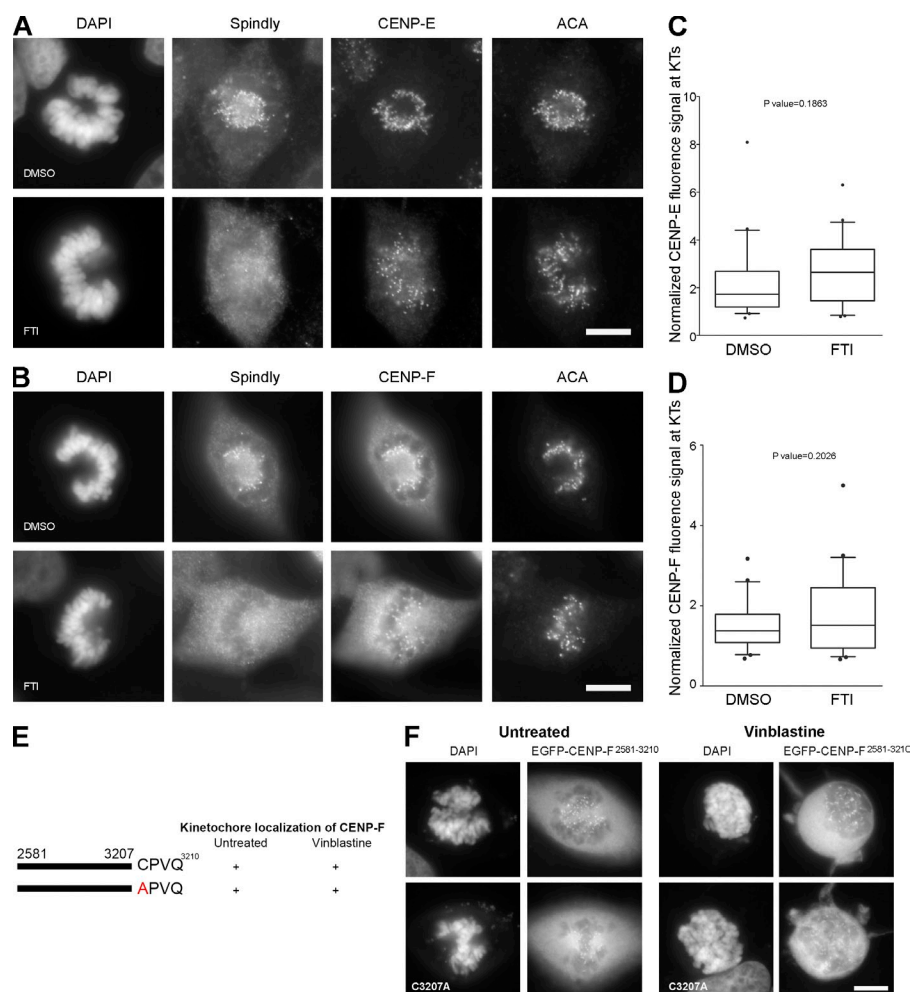 A
DAPI
Spindly
CENP-E
ACA
DMSO
FTI
B
DAPI
Spindly
CENP-F
ACA
DMSO
FTI
C
Normalized CENP-E fluorescence signal at KTs
P value=0.1863
10
8
6
4
2
0
DMSO
FTI
D
Normalized CENP-F fluorescence signal at KTs
P value=0.2026
6
4
2
0
DMSO
FTI
E
Kinetochore localization of CENP-F
Untreated
Vinblastine
2581 3207 CPVQ3210 + +
APVQ + +
F
Untreated
Vinblastine
DAPI
EGFP-CENP-F2581-3210
DAPI
EGFP-CENP-F2581-321C
C3207A
C3207A